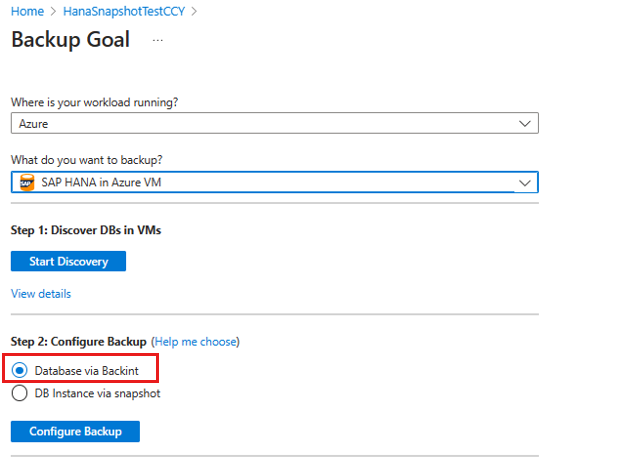 Home > HanaSnapshotTestCCY >
Backup Goal ...
Where is your workload running?
Azure
What do you want to backup?
SAP SAP HANA in Azure VM
Step 1: Discover DBs in VMs
Start Discovery
View details
Step 2: Configure Backup (Help me choose)
Database via Backint
DB Instance via snapshot
Configure Backup